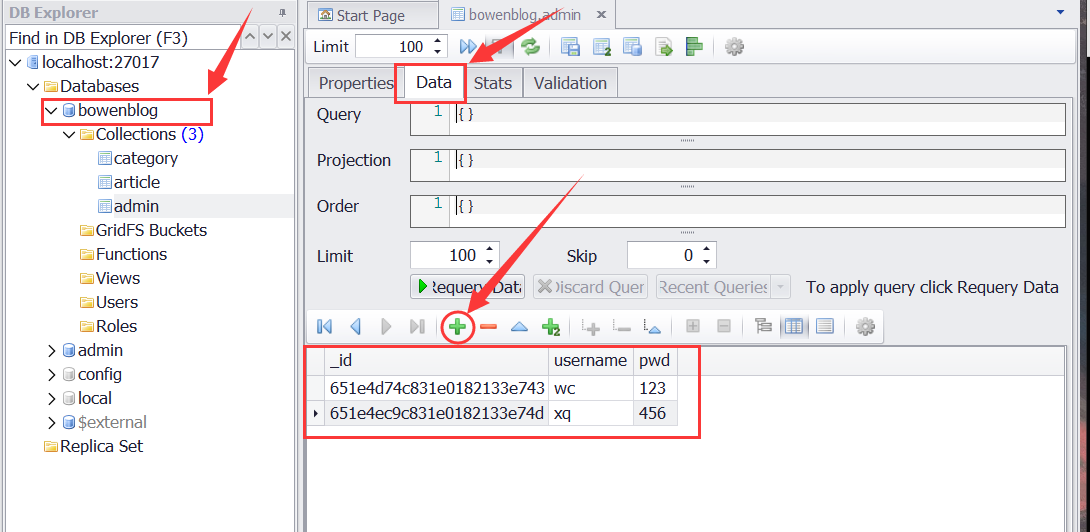 DB Explorer
Find in DB Explorer (F3)
localhost:27017
Databases
bowenblog
Collections (3)
category
article
admin
GridFS Buckets
Functions
Views
Users
Roles
admin
config
local
$external
Replica Set
Start Page
bowenblog.admin
Limit 100
2
Properties Data Stats Validation
Query 1 {}
Projection 1 {}
Order 1 {}
Limit 100 Skip 0
Requery Data Discard Quer Recent Queries To apply query click Requery Data
2
_id username pwd
651e4d74c831e0182133e743 wc 123
651e4ec9c831e0182133e74d xq 456